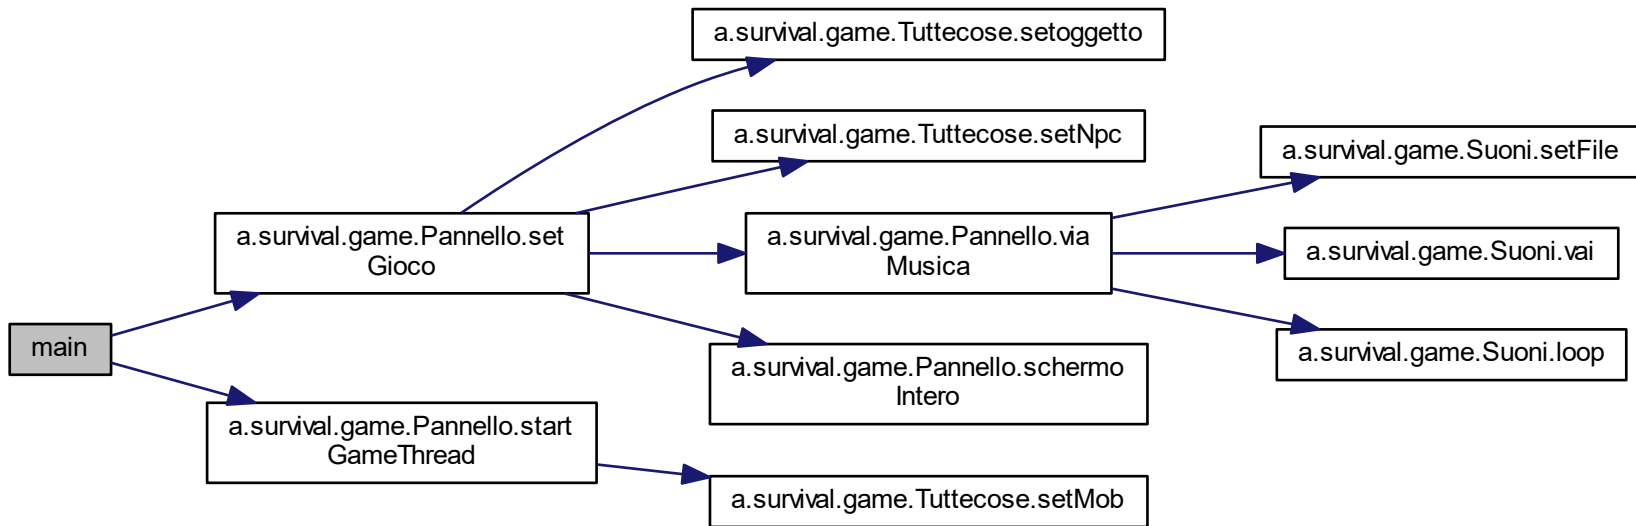 a.survival.game.Tuttecose.setoggetto
a.survival.game.Tuttecose.setNpc
a.survival.game.Suoni.setFile
a.survival.game.Pannello.set
Gioco
a.survival.game.Pannello.via
Musica
a.survival.game.Suoni.vai
main
a.survival.game.Suoni.loop
a.survival.game.Pannello.schermo
Intero
a.survival.game.Pannello.start
GameThread
a.survival.game.Tuttecose.setMob